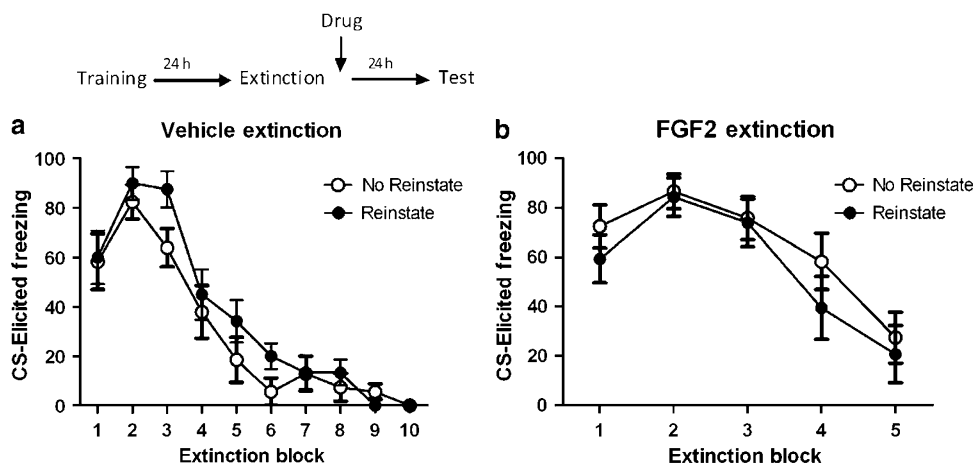 Drug
24 h
24 h
Training
Extinction
Test
a
Vehicle extinction
100
80
60
40
20
0
CS-Elicited freezing
No Reinstate
Reinstate
1 2 3 4 5 6 7 8 9 10
Extinction block
b
FGF2 extinction
100
80
60
40
20
0
CS-Elicited freezing
No Reinstate
Reinstate
1 2 3 4 5
Extinction block